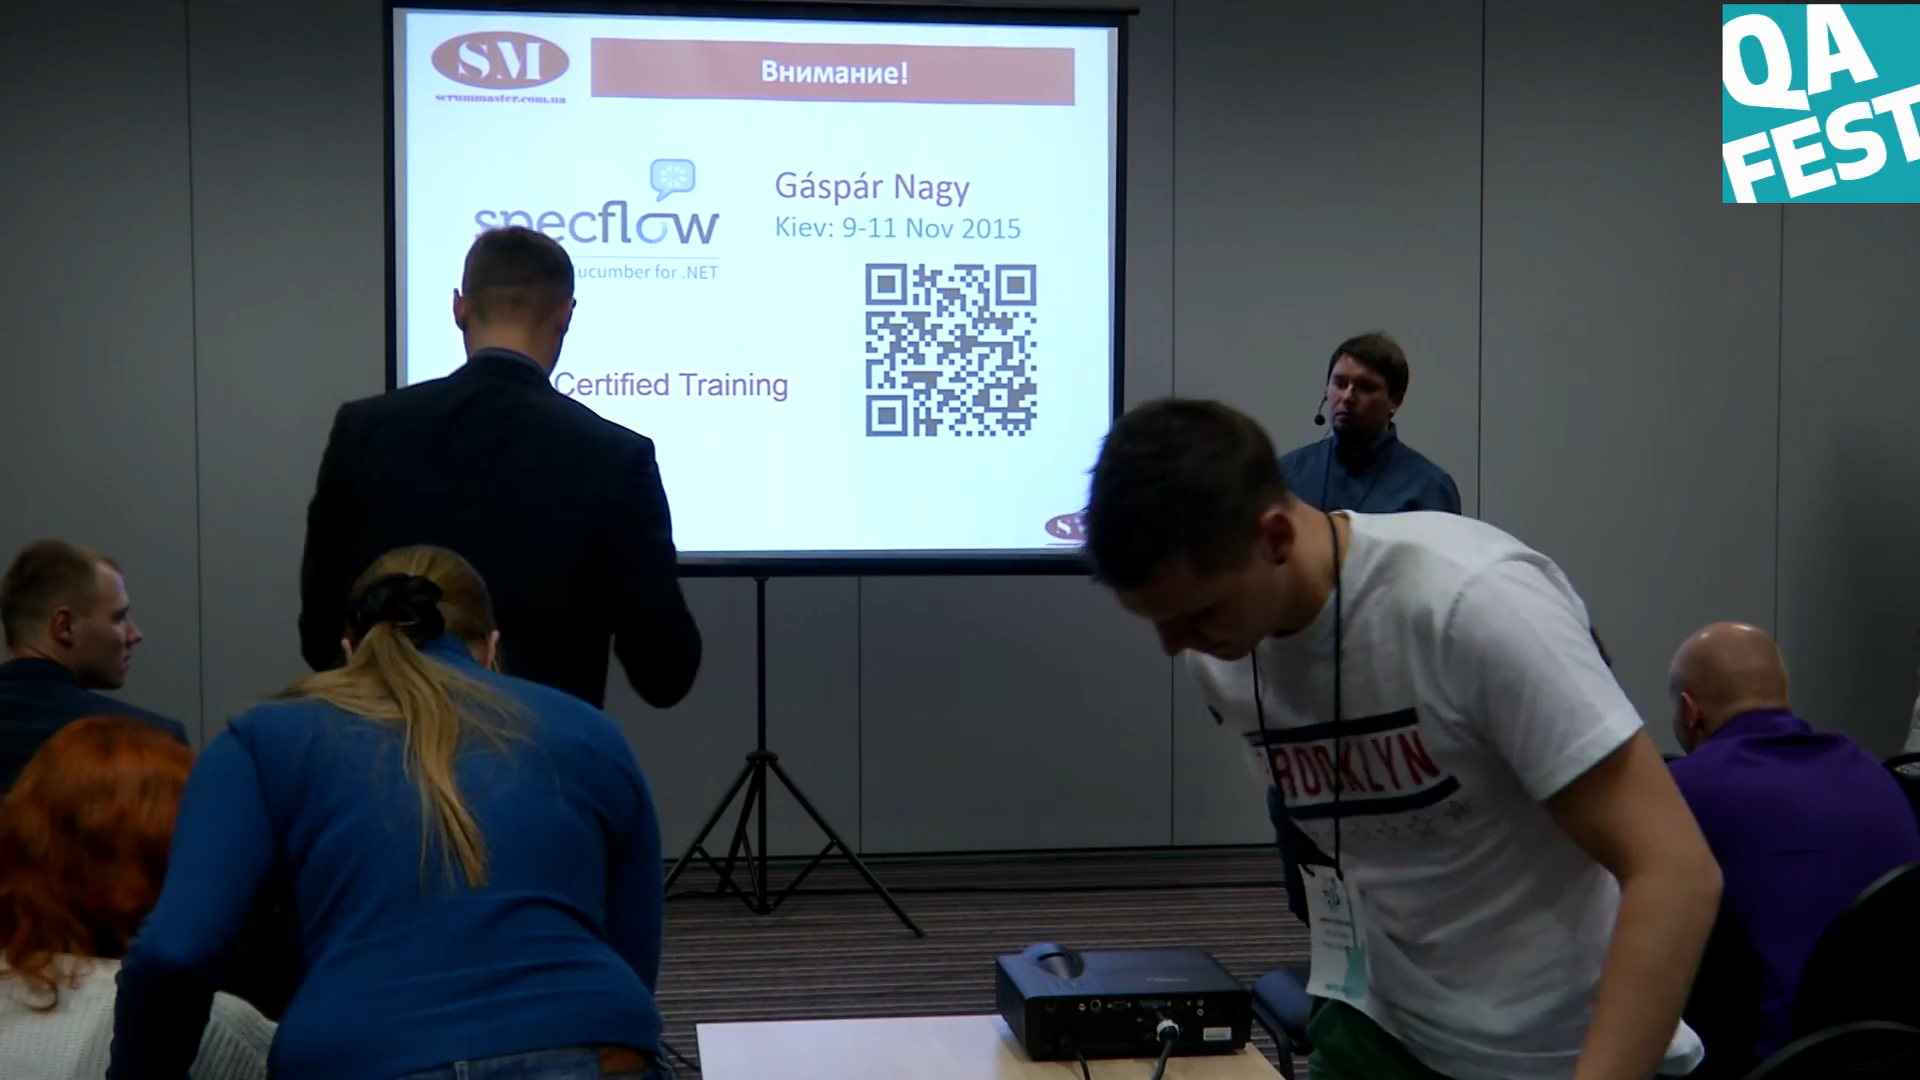 SM
scrummaster.com.ua
Внимание!
specflow
Cucumber for .NET
Gáspár Nagy
Kiev: 9-11 Nov 2015
Certified Training
QA
FEST
ROOKLYN